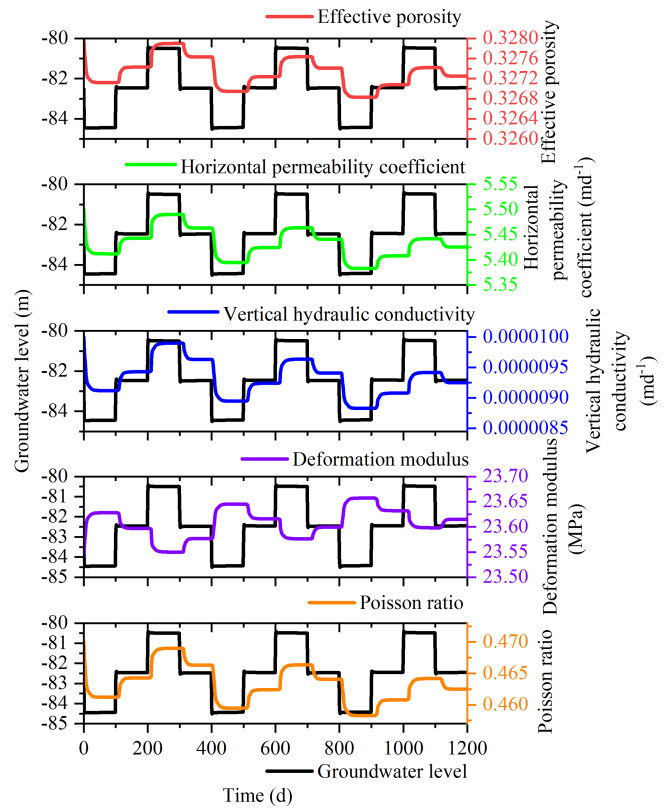 Effective porosity
-80
-82
-84
0.3280
0.3272
0.3268
0.3260
Effective porosity
Horizontal permeability coefficient
-80
-82
-84
5.55
5.50
5.45
5.40
5.35
Horizontal
permeability
coefficient (md-1)
Groundwater level (m)
Vertical hydraulic conductivity
-80
-82
-84
0.0000100
0.0000095
0.0000090
0.0000085
Vertical hydraulic
conductivity
(md-1)
Deformation modulus
-80
-81
-82
-83
-84
-85
23.70
23.65
23.60
23.55
23.50
Deformation modulus
(MPa)
Poisson ratio
-80
-81
-82
-83
-84
-85
0.470
0.465
0.460
Poisson ratio
0 200 400 600 800 1000 1200
Time (d)
Groundwater level